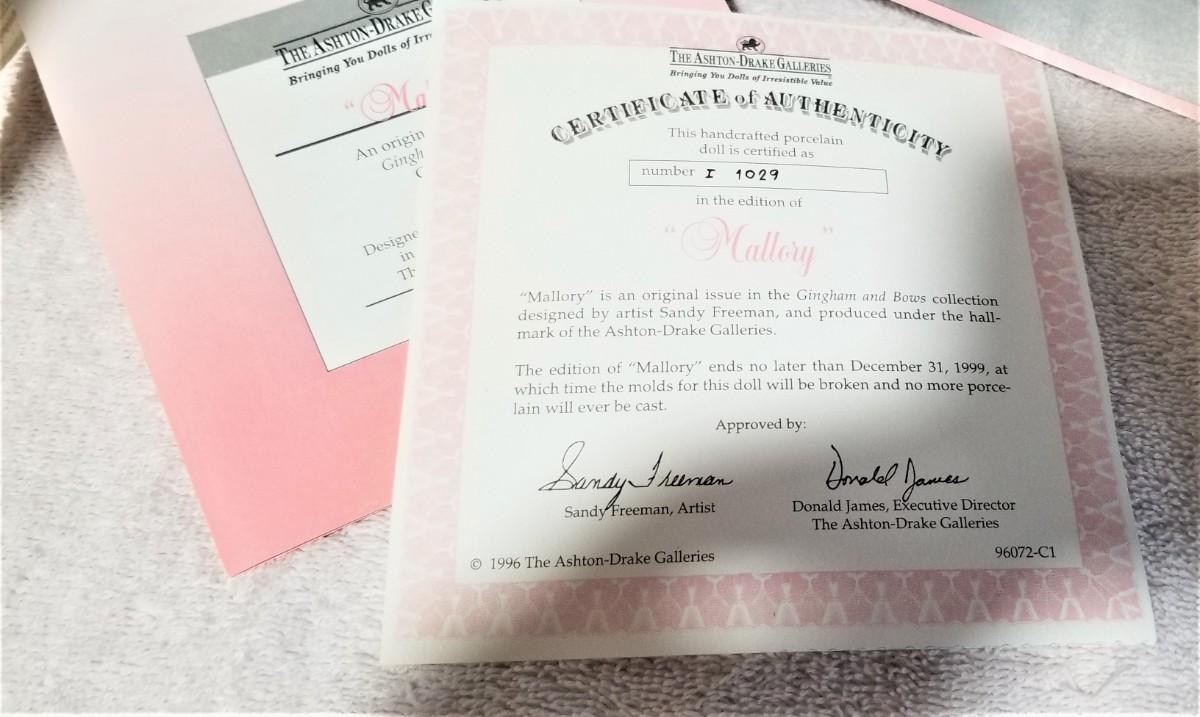 THE ASHTON-DRAKE G
Bringing You Dolls of Irr
"Ma
An origin
Gingh
C
Designe
in
Th
THE ASHTON-DRAKE GALLERIES
Bringing You Dolls of Irresistible Value
CERTIFICATE of AUTHENTICITY
This handcrafted porcelain
doll is certified as
number I 1029
in the edition of
"Mallory"
"Mallory" is an original issue in the Gingham and Bows collection
designed by artist Sandy Freeman, and produced under the hall-
mark of the Ashton-Drake Galleries.
The edition of "Mallory" ends no later than December 31, 1999, at
which time the molds for this doll will be broken and no more porce-
lain will ever be cast.
Approved by:
Sandy Freeman Donald James
Sandy Freeman, Artist Donald James, Executive Director
The Ashton-Drake Galleries
© 1996 The Ashton-Drake Galleries 96072-C1